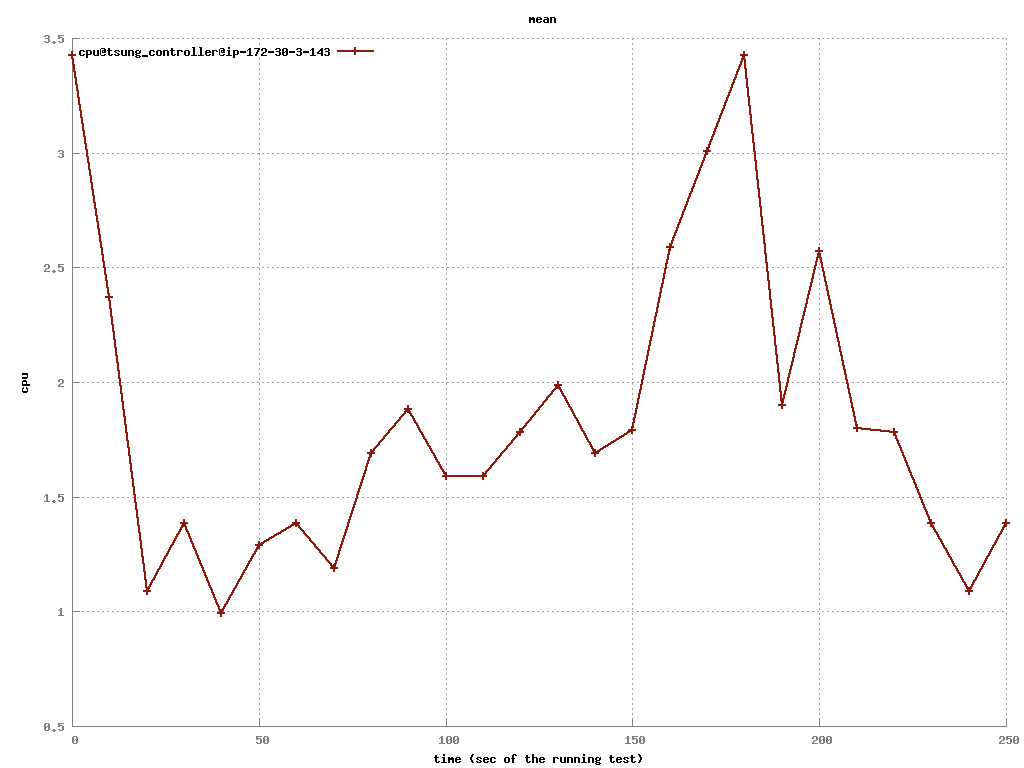 mean
3.5
cpu@tsung_controller@ip-172-30-3-143
3
2.5
cpu
2
1.5
1
0.5
0 50 100 150 200 250
time (sec of the running test)